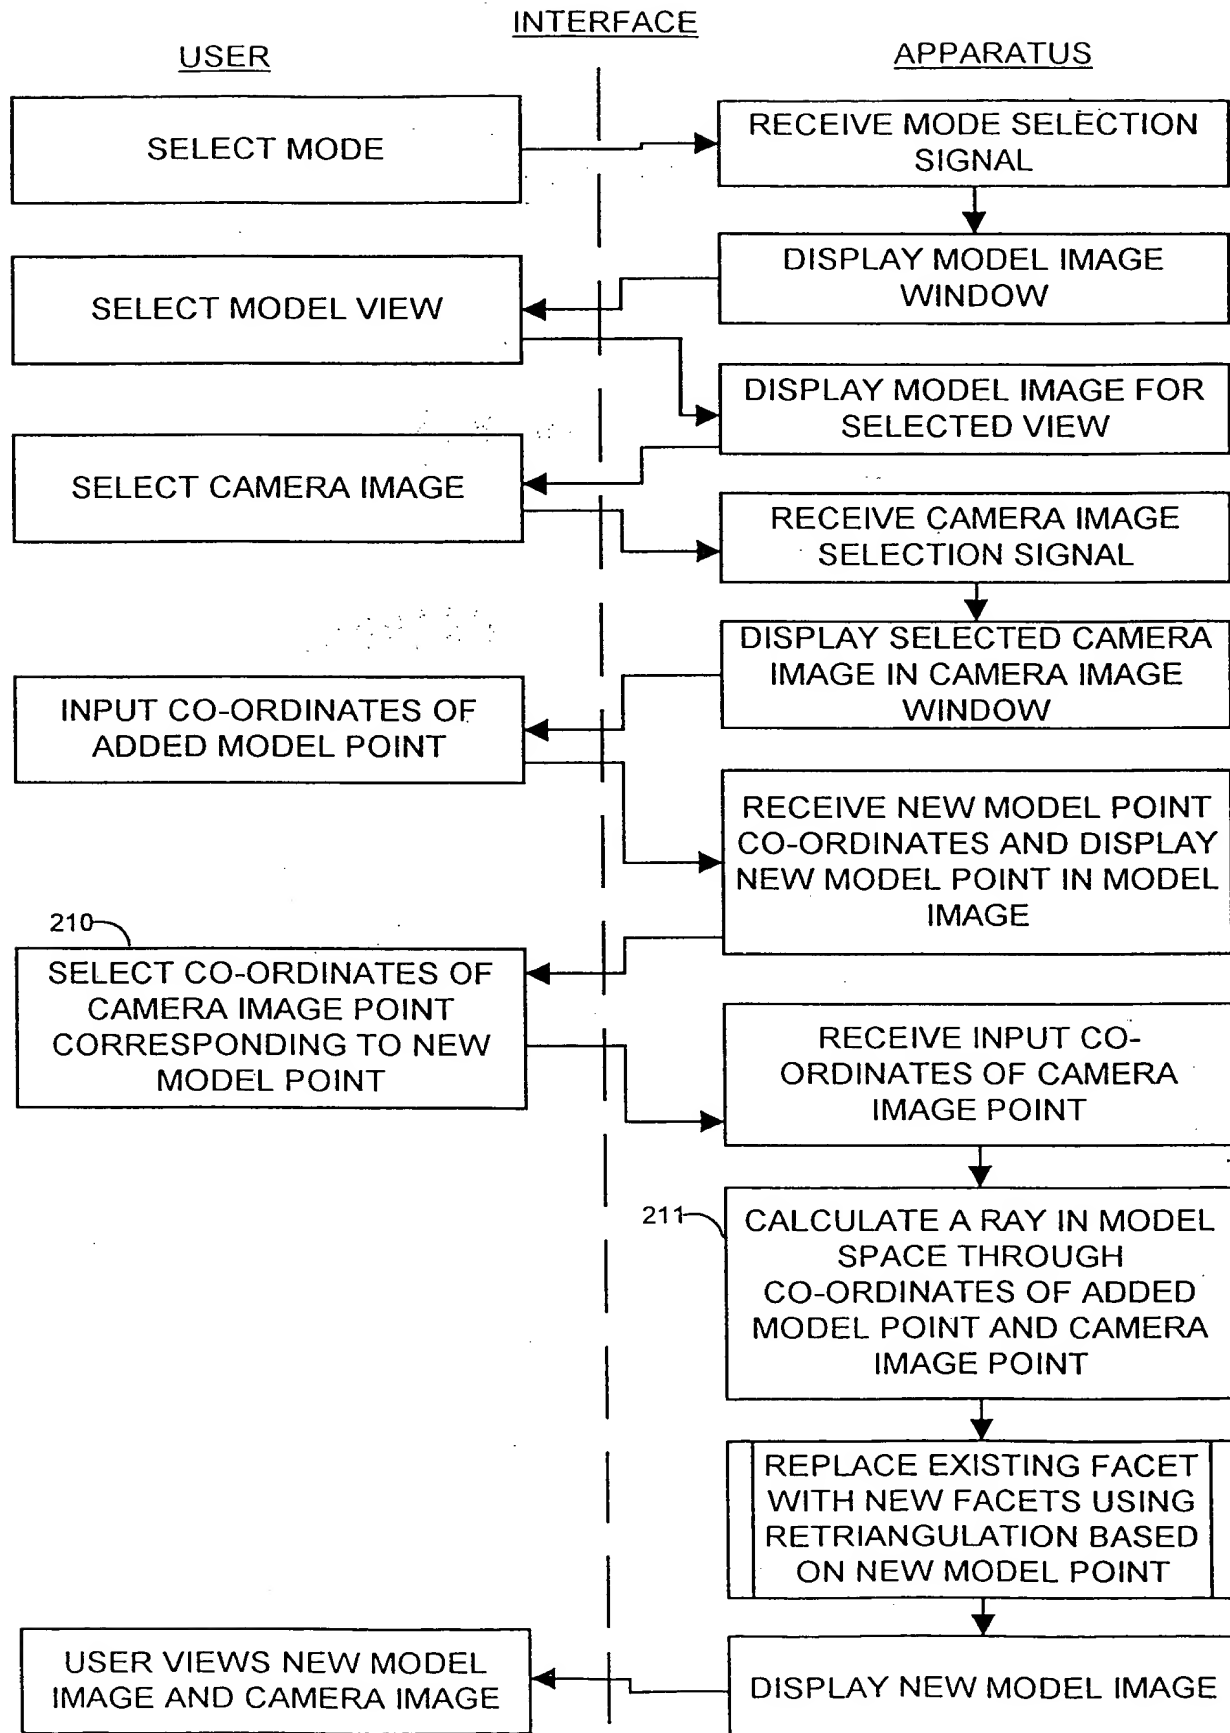 INTERFACE
USER
APPARATUS
SELECT MODE
RECEIVE MODE SELECTION
SIGNAL
DISPLAY MODEL IMAGE
WINDOW
SELECT MODEL VIEW
DISPLAY MODEL IMAGE FOR
SELECTED VIEW
SELECT CAMERA IMAGE
RECEIVE CAMERA IMAGE
SELECTION SIGNAL
DISPLAY SELECTED CAMERA
IMAGE IN CAMERA IMAGE
WINDOW
INPUT CO-ORDINATES OF
ADDED MODEL POINT
RECEIVE NEW MODEL POINT
CO-ORDINATES AND DISPLAY
NEW MODEL POINT IN MODEL
IMAGE
210
SELECT CO-ORDINATES OF
CAMERA IMAGE POINT
CORRESPONDING TO NEW
MODEL POINT
RECEIVE INPUT CO-
ORDINATES OF CAMERA
IMAGE POINT
211
CALCULATE A RAY IN MODEL
SPACE THROUGH
CO-ORDINATES OF ADDED
MODEL POINT AND CAMERA
IMAGE POINT
REPLACE EXISTING FACET
WITH NEW FACETS USING
RETRIANGULATION BASED
ON NEW MODEL POINT
USER VIEWS NEW MODEL
IMAGE AND CAMERA IMAGE
DISPLAY NEW MODEL IMAGE